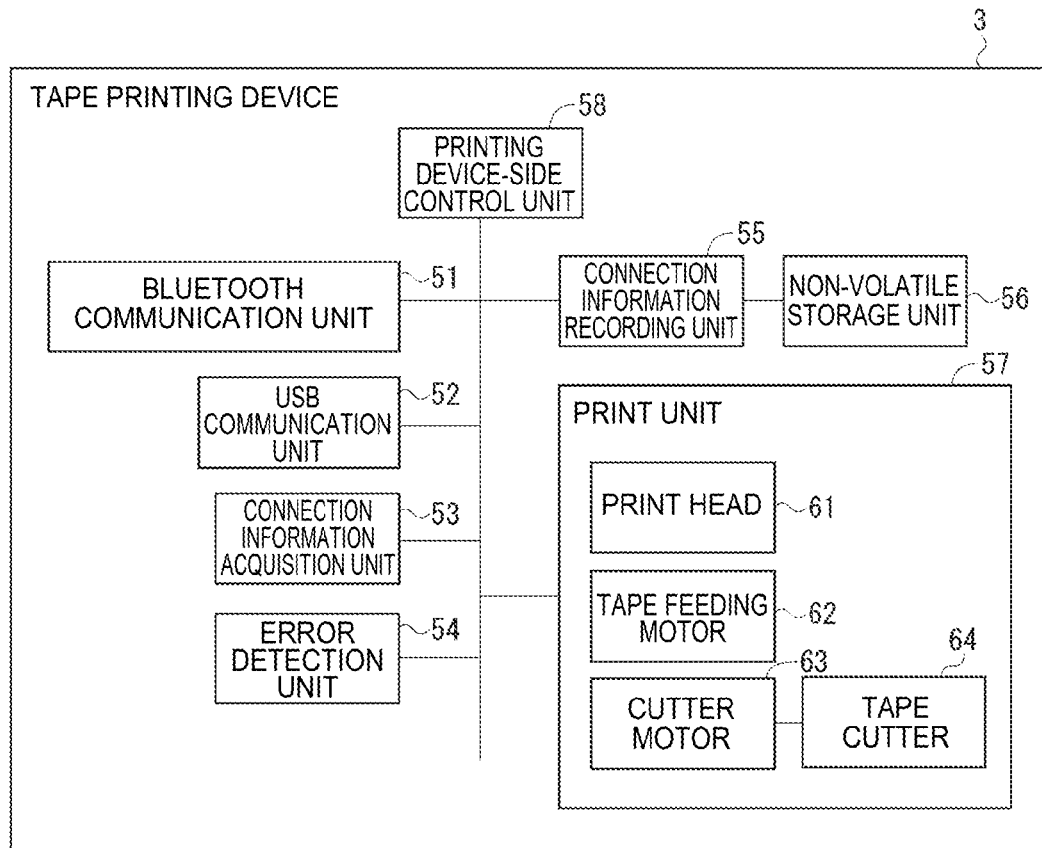 3
TAPE PRINTING DEVICE
58
PRINTING
DEVICE-SIDE
CONTROL UNIT
BLUETOOTH
COMMUNICATION UNIT
51
55
CONNECTION
INFORMATION
RECORDING UNIT
NON-VOLATILE
STORAGE UNIT
56
USB
COMMUNICATION
UNIT
52
57
PRINT UNIT
CONNECTION
INFORMATION
ACQUISITION UNIT
53
PRINT HEAD
61
ERROR
DETECTION
UNIT
54
TAPE FEEDING
MOTOR
62
63
CUTTER
MOTOR
64
TAPE
CUTTER